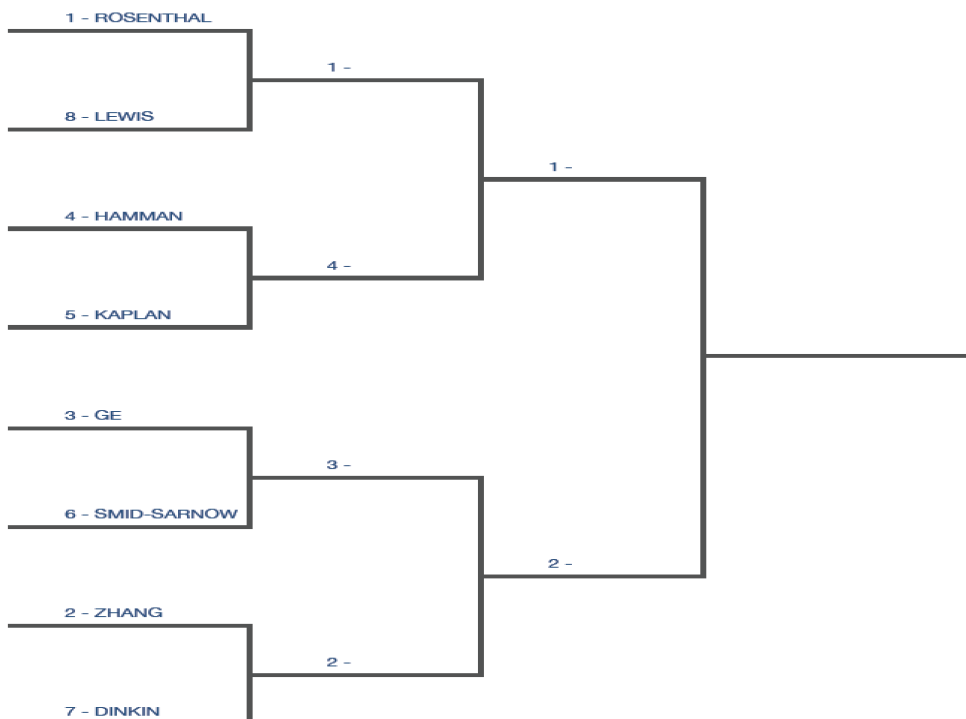 1 - ROSENTHAL
1 -
8 - LEWIS
1 -
4 - HAMMAN
4 -
5 - KAPLAN
3 - GE
3 -
6 - SMID-SARNOW
2 -
2 - ZHANG
2 -
7 - DINKIN